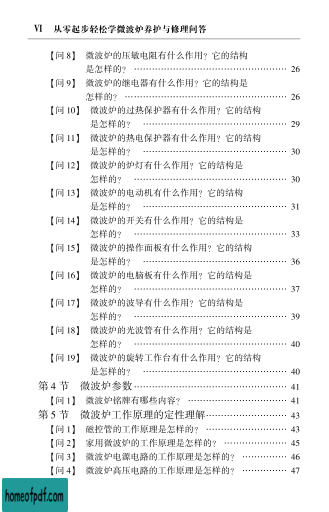 Ⅵ 从零起步轻松学微波炉养护与修理问答
【问 8】 微波炉的压敏电阻有什么作用？它的结构
是怎样的？ …………………………………… 26
【问 9】 微波炉的继电器有什么作用？它的结构是
怎样的？ ……………………………………… 26
【问 10】 微波炉的过热保护器有什么作用？它的结构
是怎样的？ …………………………………… 29
【问 11】 微波炉的热电保护器有什么作用？它的结构
是怎样的？ …………………………………… 30
【问 12】 微波炉的炉灯有什么作用？它的结构是
怎样的？ ……………………………………… 30
【问 13】 微波炉的电动机有什么作用？它的结构
是怎样的？ …………………………………… 31
【问 14】 微波炉的开关有什么作用？它的结构是
怎样的？ ……………………………………… 33
【问 15】 微波炉的操作面板有什么作用？它的结构
是怎样的？ …………………………………… 36
【问 16】 微波炉的电脑板有什么作用？它的结构是
怎样的？ ……………………………………… 37
【问 17】 微波炉的波导有什么作用？它的结构是
怎样的？ ……………………………………… 39
【问 18】 微波炉的光波管有什么作用？它的结构是
怎样的？ ……………………………………… 40
【问 19】 微波炉的旋转工作台有什么作用？它的结构
是怎样的？ …………………………………… 40
第 4 节 微波炉参数 …………………………………… 41
【问 1】 微波炉铭牌有哪些内容？ ………………………… 41
第 5 节 微波炉工作原理的定性理解 …………………… 43
【问 1】 磁控管的工作原理是怎样的？ …………………… 43
【问 2】 家用微波炉的工作原理是怎样的？ ……………… 45
【问 3】 微波炉电源电路的工作原理是怎样的？ ………… 46
【问 4】 微波炉高压电路的工作原理是怎样的？ ………… 47
homeofpdf.com